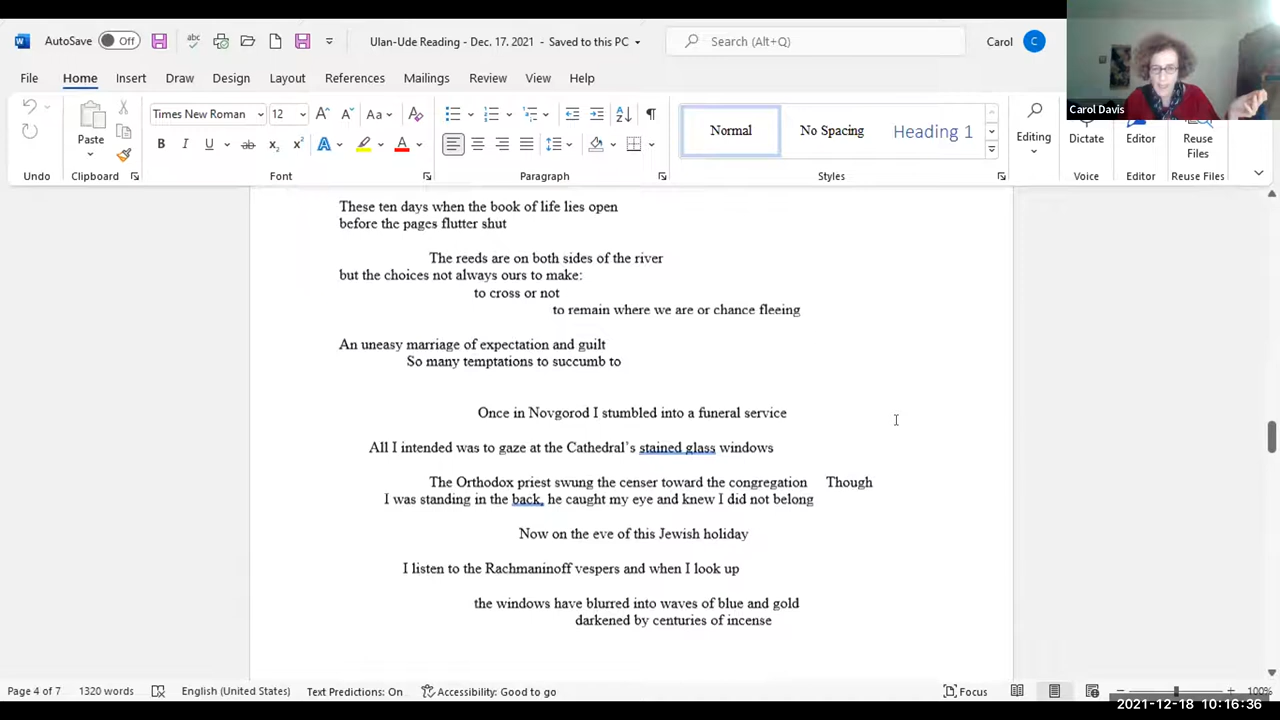 AutoSave Off Ulan-Ude Reading - Dec. 17. 2021 - Saved to this PC Search (Alt+Q) Carol C
File Home Insert Draw Design Layout References Mailings Review View Help
Carol Davis
Times New Roman 12 Aa A
Normal No Spacing Heading 1
Paste Editing Dictate Editor Reuse Files
B I U ab x₂ x² A A
Undo Clipboard Font Paragraph Styles Voice Editor Reuse Files
These ten days when the book of life lies open
before the pages flutter shut
The reeds are on both sides of the river
but the choices not always ours to make:
to cross or not
to remain where we are or chance fleeing
An uneasy marriage of expectation and guilt
So many temptations to succumb to
Once in Novgorod I stumbled into a funeral service
All I intended was to gaze at the Cathedral’s stained glass windows
The Orthodox priest swung the censer toward the congregation Though
I was standing in the back, he caught my eye and knew I did not belong
Now on the eve of this Jewish holiday
I listen to the Rachmaninoff vespers and when I look up
the windows have blurred into waves of blue and gold
darkened by centuries of incense
Page 4 of 7 1320 words English (United States) Text Predictions: On Accessibility: Good to go Focus 100%
2021-12-18 10:16:36